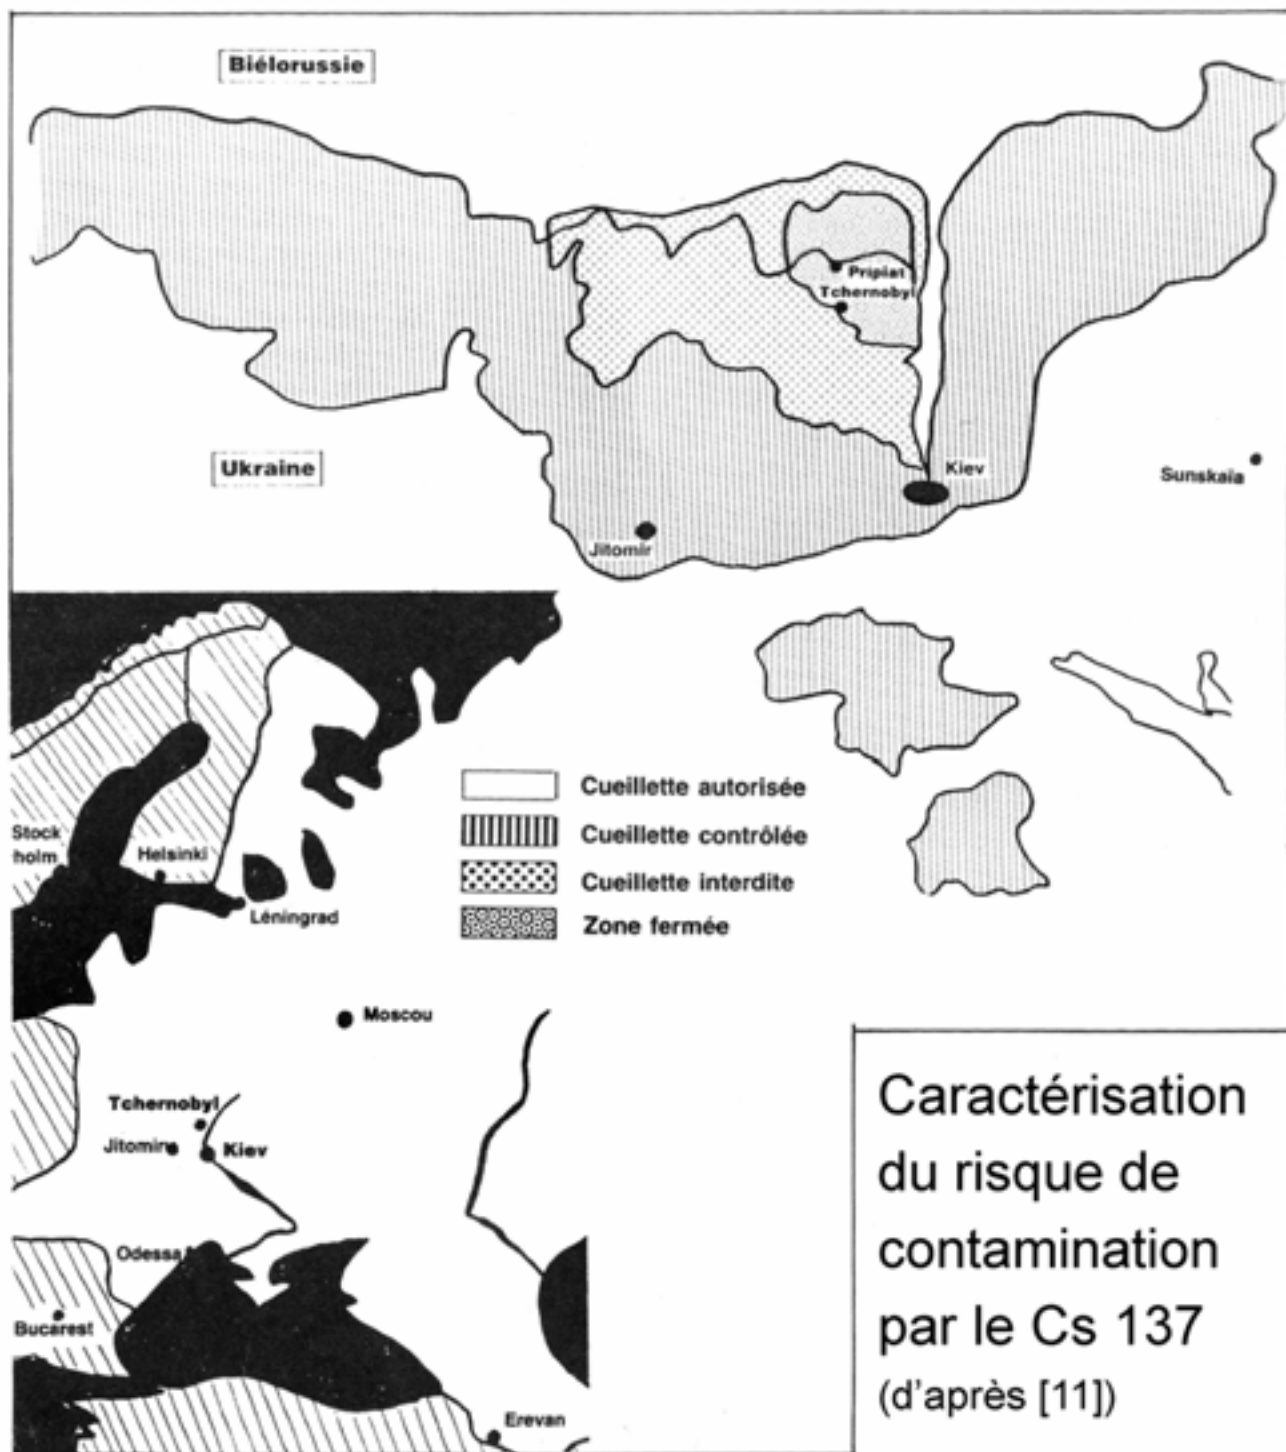 Biélorussie
Pripiat
Tchernobyl
Ukraine
Kiev
Sunskaïa
Jitomir
Stock
holm
Helsinki
Léningrad
Cueillette autorisée
Cueillette contrôlée
Cueillette interdite
Zone fermée
Moscou
Tchernobyl
Jitomir
Kiev
Odessa
Bucarest
Erevan
Caractérisation
du risque de
contamination
par le Cs 137
(d'après [11])